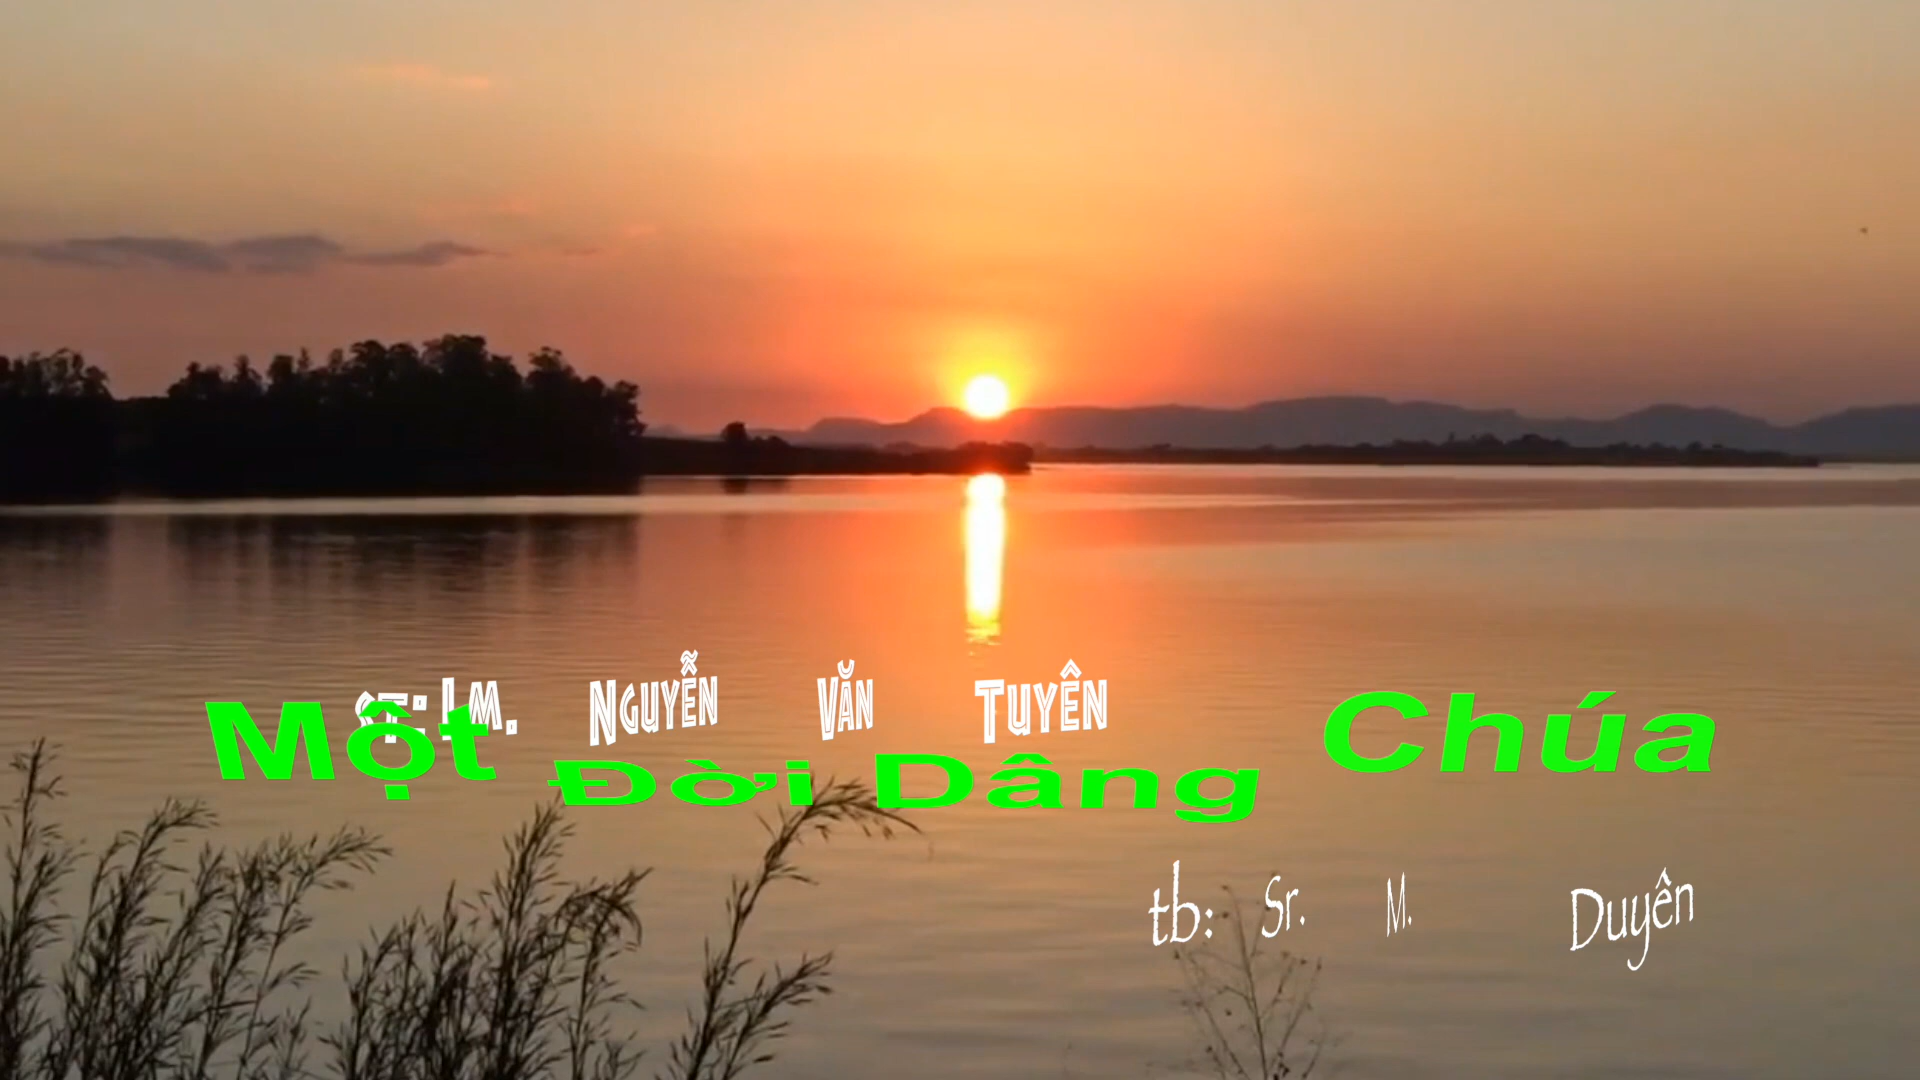 ST: Lm. Nguyễn Văn Tuyên
Một Đời Dâng Chúa
tb: Sr. M. Duyên